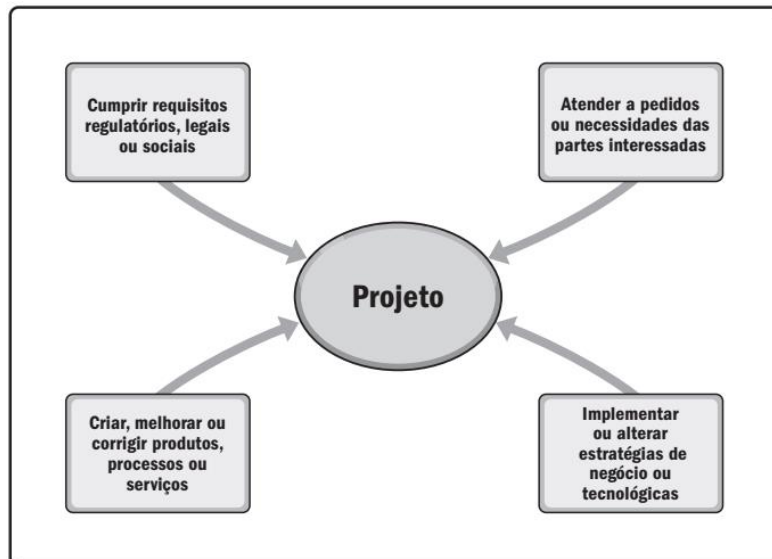 Cumprir requisitos
regulatórios, legais
ou sociais
Atender a pedidos
ou necessidades das
partes interessadas
Projeto
Criar, melhorar ou
corrigir produtos,
processos ou
serviços
Implementar
ou alterar
estratégias de
negócio ou
tecnológicas